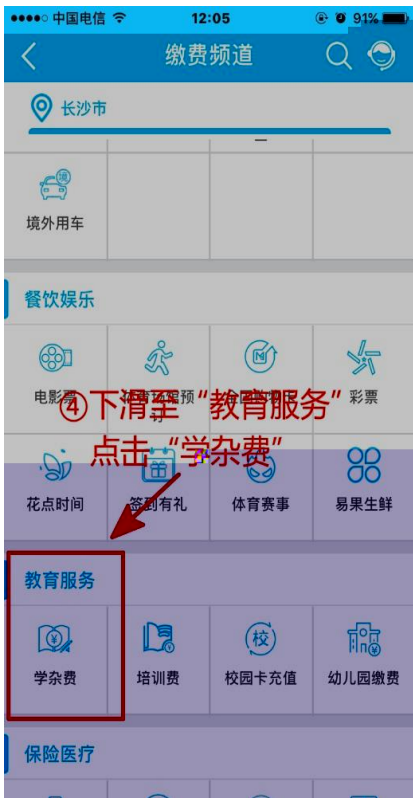 中国电信 12:05 91%
缴费频道
长沙市
境外用车
餐饮娱乐
电影票 彩票
④下滑至“教育服务”
点击“学杂费”
花点时间 签到有礼 体育赛事 易果生鲜
教育服务
学杂费 培训费 校园卡充值 幼儿园缴费
保险医疗